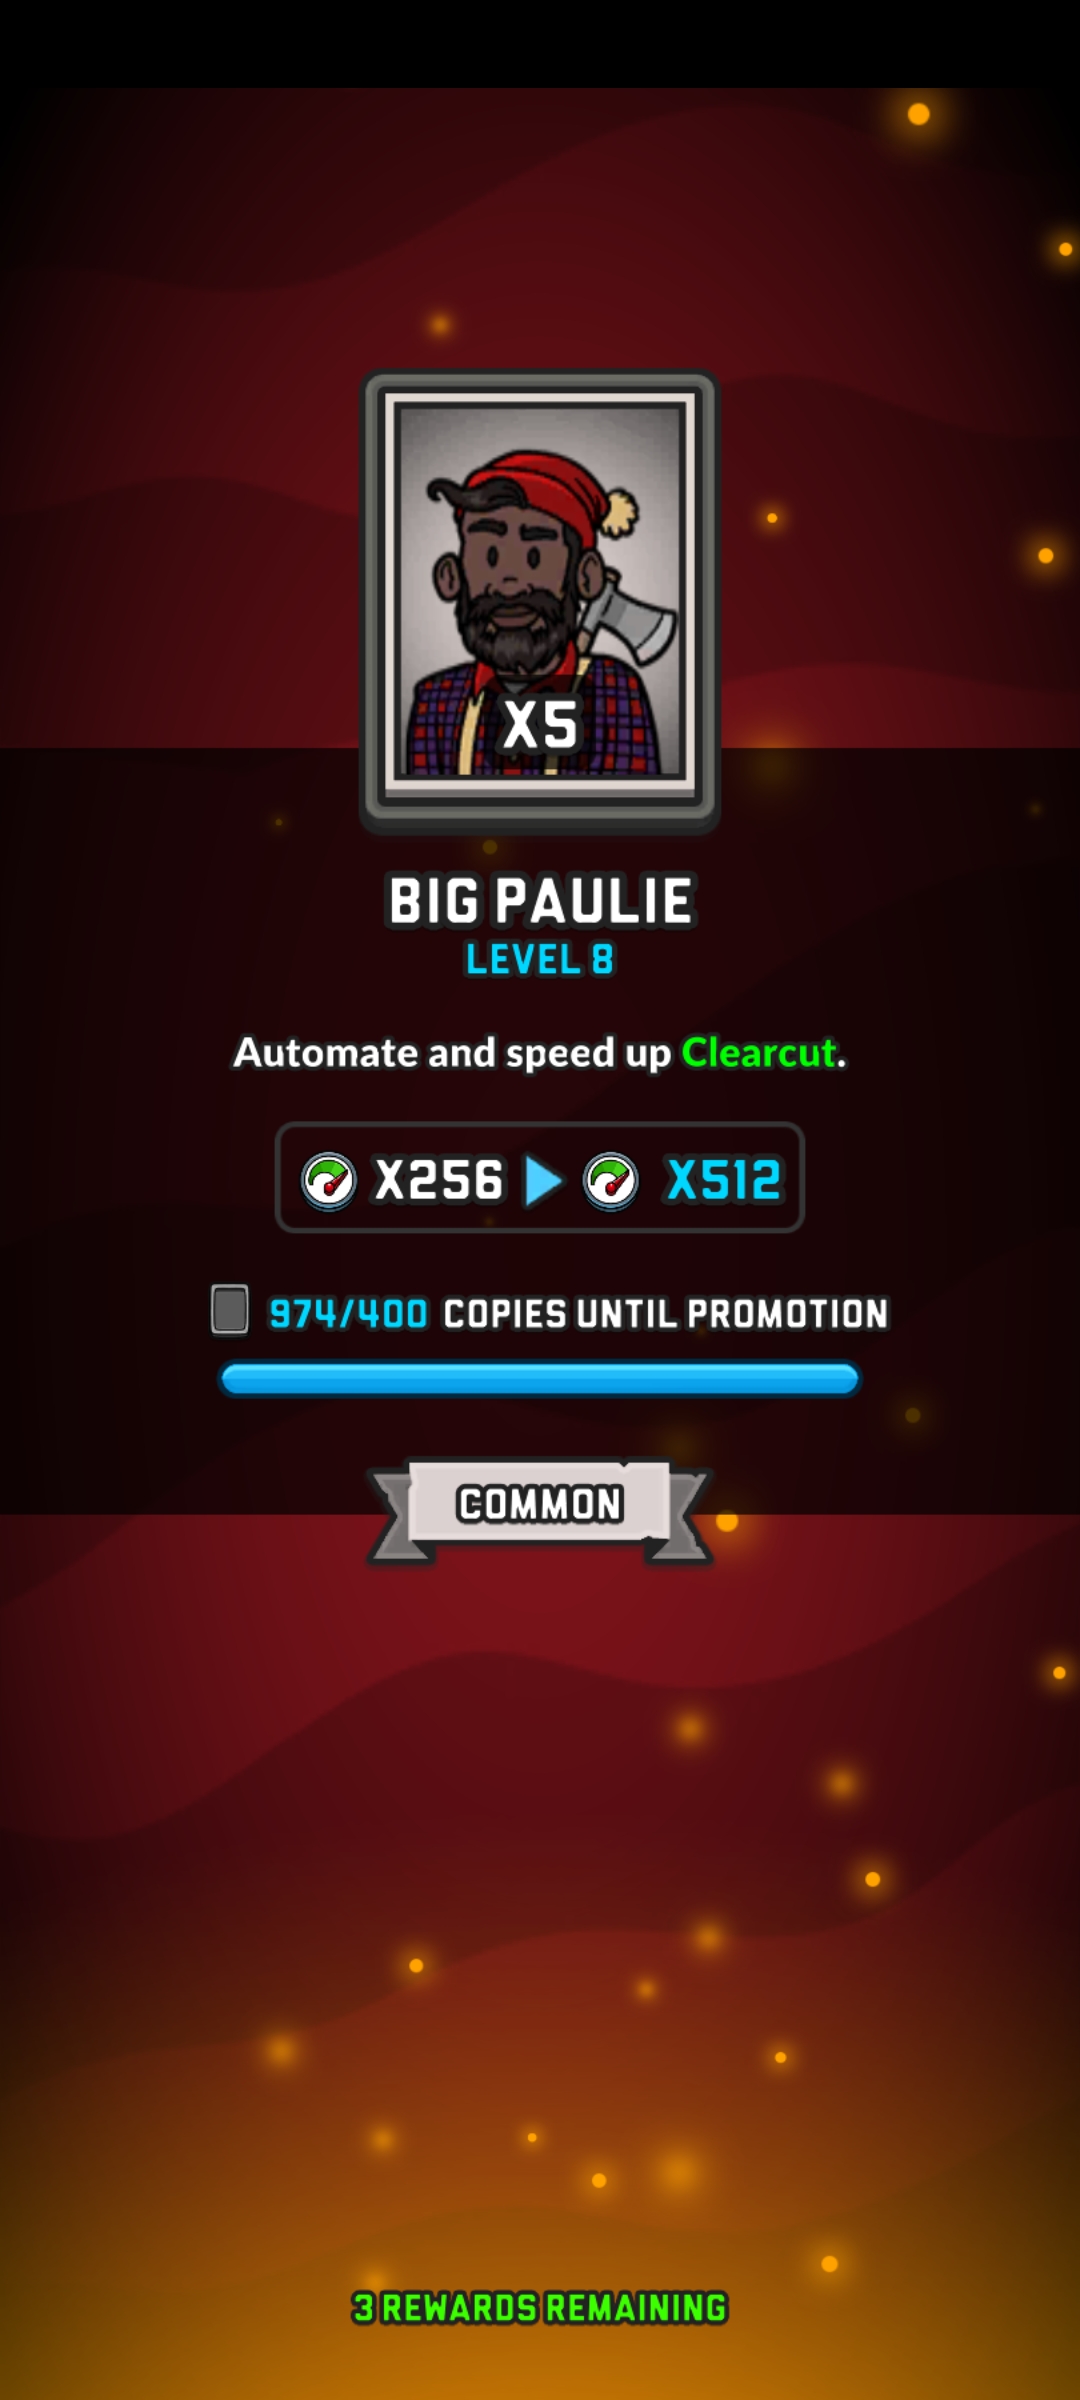 X5
BIG PAULIE
LEVEL 8
Automate and speed up Clearcut.
X256 X512
974/400 COPIES UNTIL PROMOTION
COMMON
3 REWARDS REMAINING